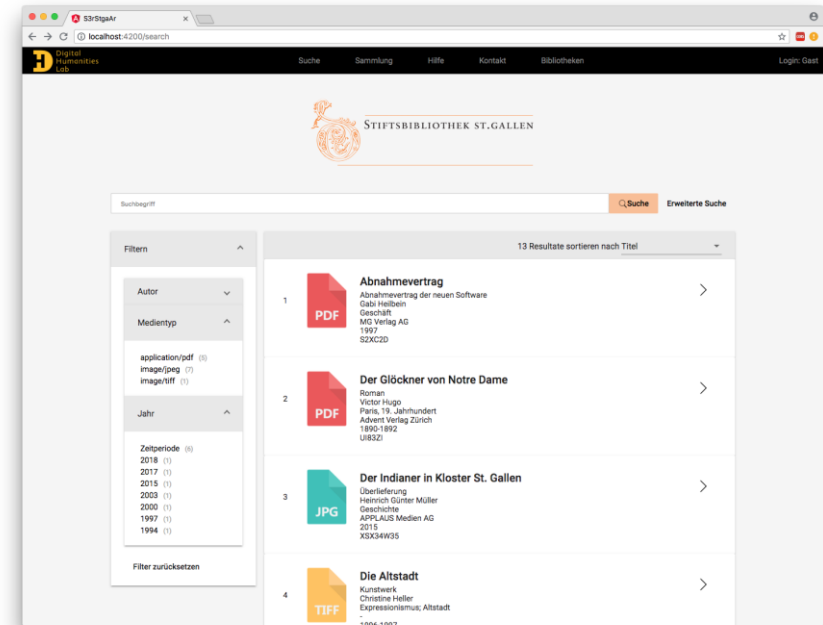 S3rStgaAr
localhost:4200/search
Digital
Humanities
Lab
Suche Sammlung Hilfe Kontakt Bibliotheken Login: Gast
STIFTSBIBLIOTHEK ST.GALLEN
Suchbegriff Suche Erweiterte Suche
Filtern
Autor
Medientyp
application/pdf (5)
image/jpeg (7)
image/tiff (1)
Jahr
Zeitperiode (6)
2018 (1)
2017 (1)
2015 (1)
2003 (1)
2000 (1)
1997 (1)
1994 (1)
Filter zurücksetzen
13 Resultate sortieren nach Titel
1
PDF
Abnahmevertrag
Abnahmevertrag der neuen Software
Gabi Heilbein
Geschäft
MG Verlag AG
1997
S2XC2D
2
PDF
Der Glöckner von Notre Dame
Roman
Victor Hugo
Paris, 19. Jahrhundert
Advent Verlag Zürich
1890-1892
UI83ZI
3
JPG
Der Indianer in Kloster St. Gallen
Überlieferung
Heinrich Günter Müller
Geschichte
APPLAUS Medien AG
2015
XSX34W35
4
TIFF
Die Altstadt
Kunstwerk
Christine Heller
Expressionismus; Altstadt
-
1996-1997